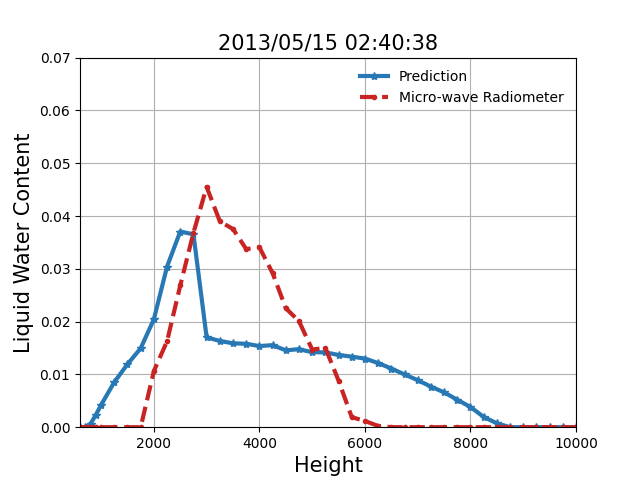 2013/05/15 02:40:38
0.07
0.06
0.05
0.04
0.03
0.02
0.01
0.00
Liquid Water Content
Prediction
Micro-wave Radiometer
2000 4000 6000 8000 10000
Height